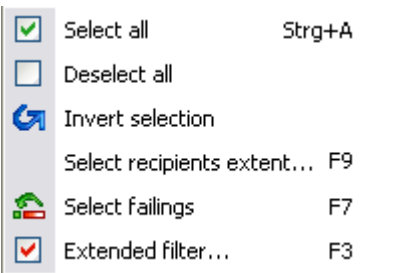 Select all Strg+A
Deselect all
Invert selection
Select recipients extent... F9
Select failings F7
Extended filter... F3